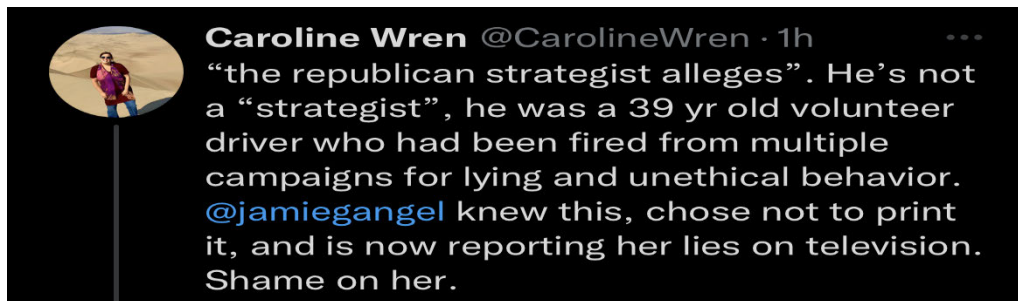 Caroline Wren @CarolineWren · 1h
“the republican strategist alleges”. He’s not
a “strategist”, he was a 39 yr old volunteer
driver who had been fired from multiple
campaigns for lying and unethical behavior.
@jamiegangel knew this, chose not to print
it, and is now reporting her lies on television.
Shame on her.